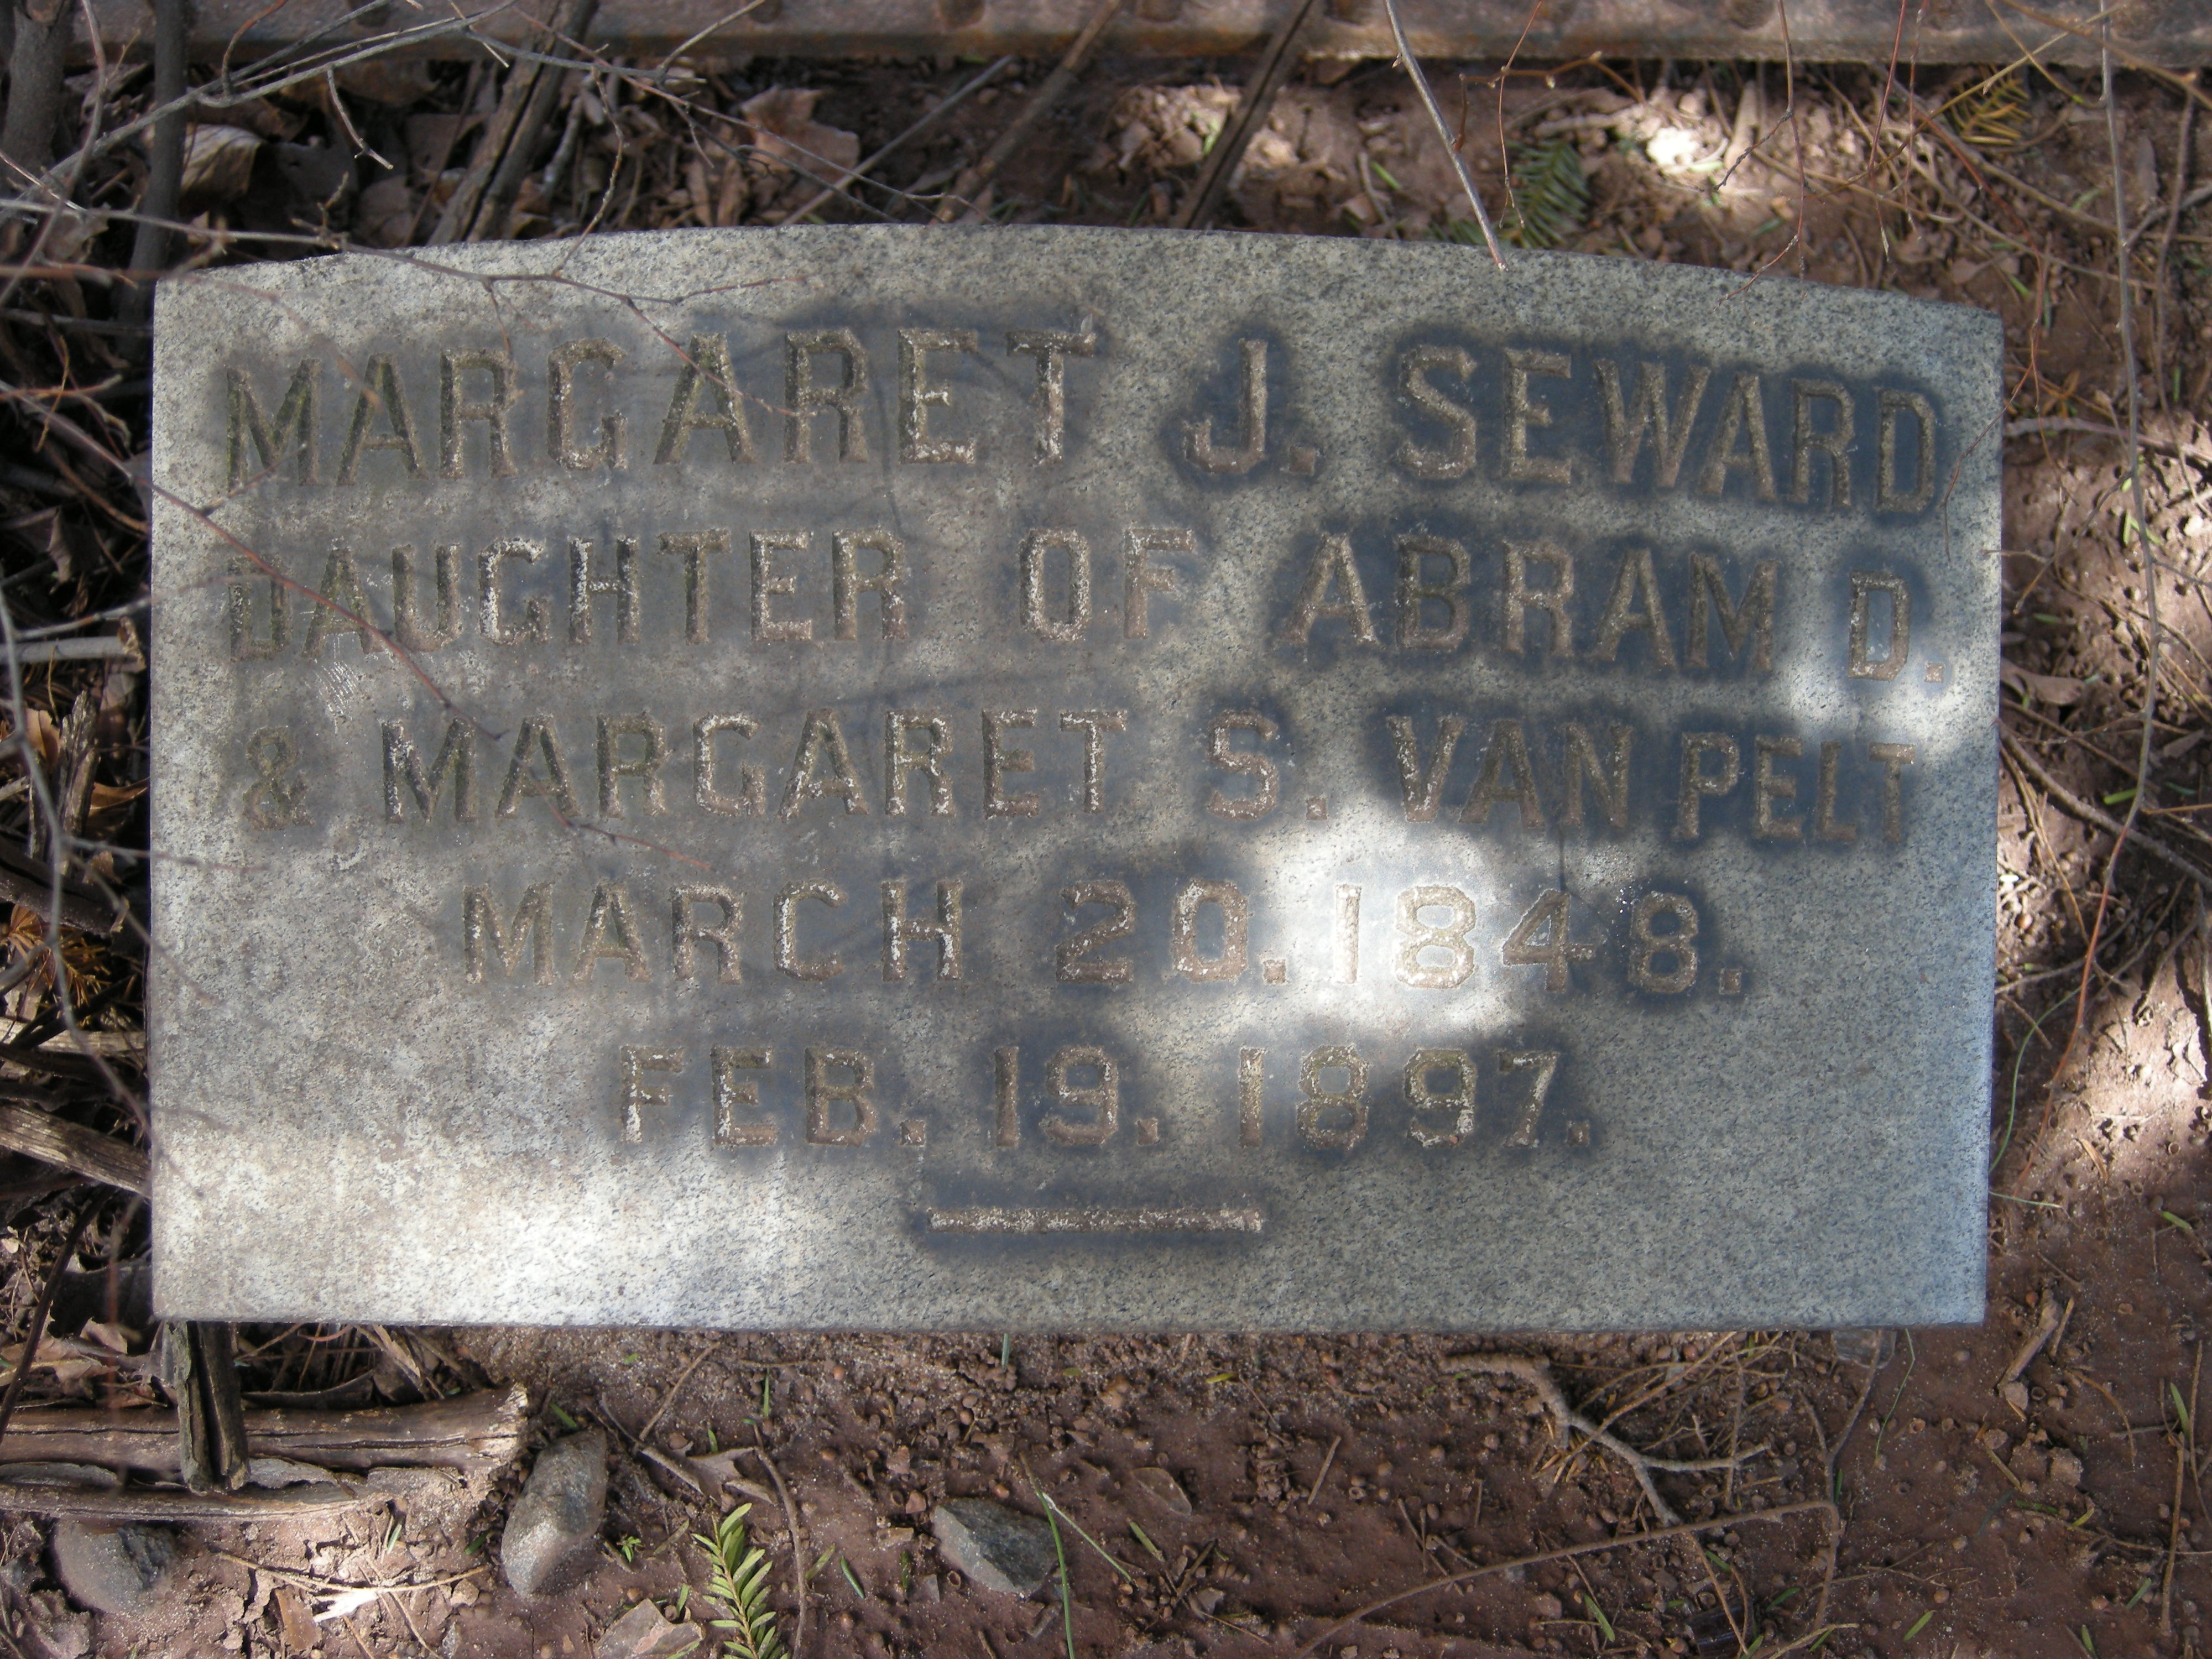 MARGARET J. SEWARD
DAUGHTER OF ABRAM D.
& MARGARET S. VAN PELT
MARCH 20. 1848.
FEB. 19. 1897.